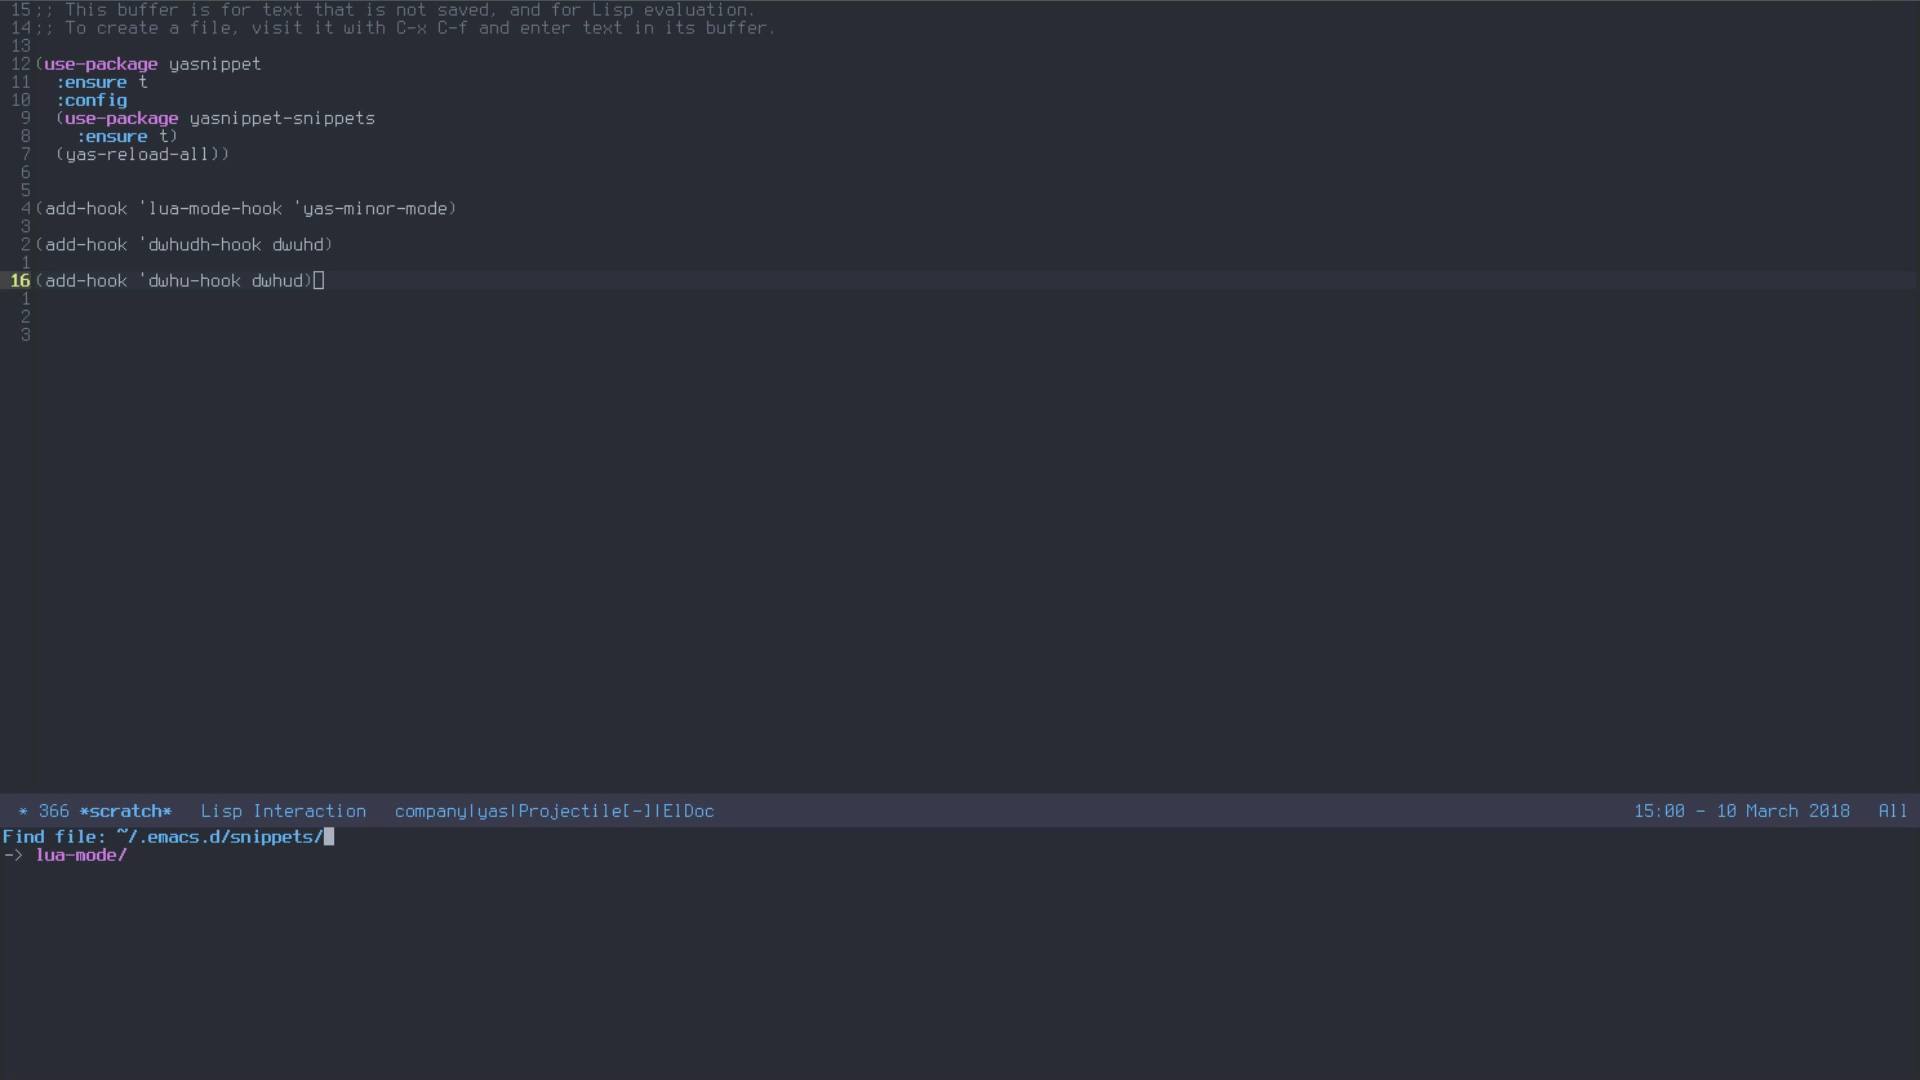 15;; This buffer is for text that is not saved, and for Lisp evaluation.
14;; To create a file, visit it with C-x C-f and enter text in its buffer.
13
12(use-package yasnippet
11  :ensure t
10  :config
9  (use-package yasnippet-snippets
8    :ensure t)
7  (yas-reload-all))
6
5
4(add-hook 'lua-mode-hook 'yas-minor-mode)
3
2(add-hook 'dwhudh-hook dwuhd)
1
16(add-hook 'dwhu-hook dwhud)
1
2
3
* 366 *scratch*   Lisp Interaction   company|yas|Projectile[-]|ElDoc   15:00 - 10 March 2018   All
Find file: ~/.emacs.d/snippets/
-> lua-mode/